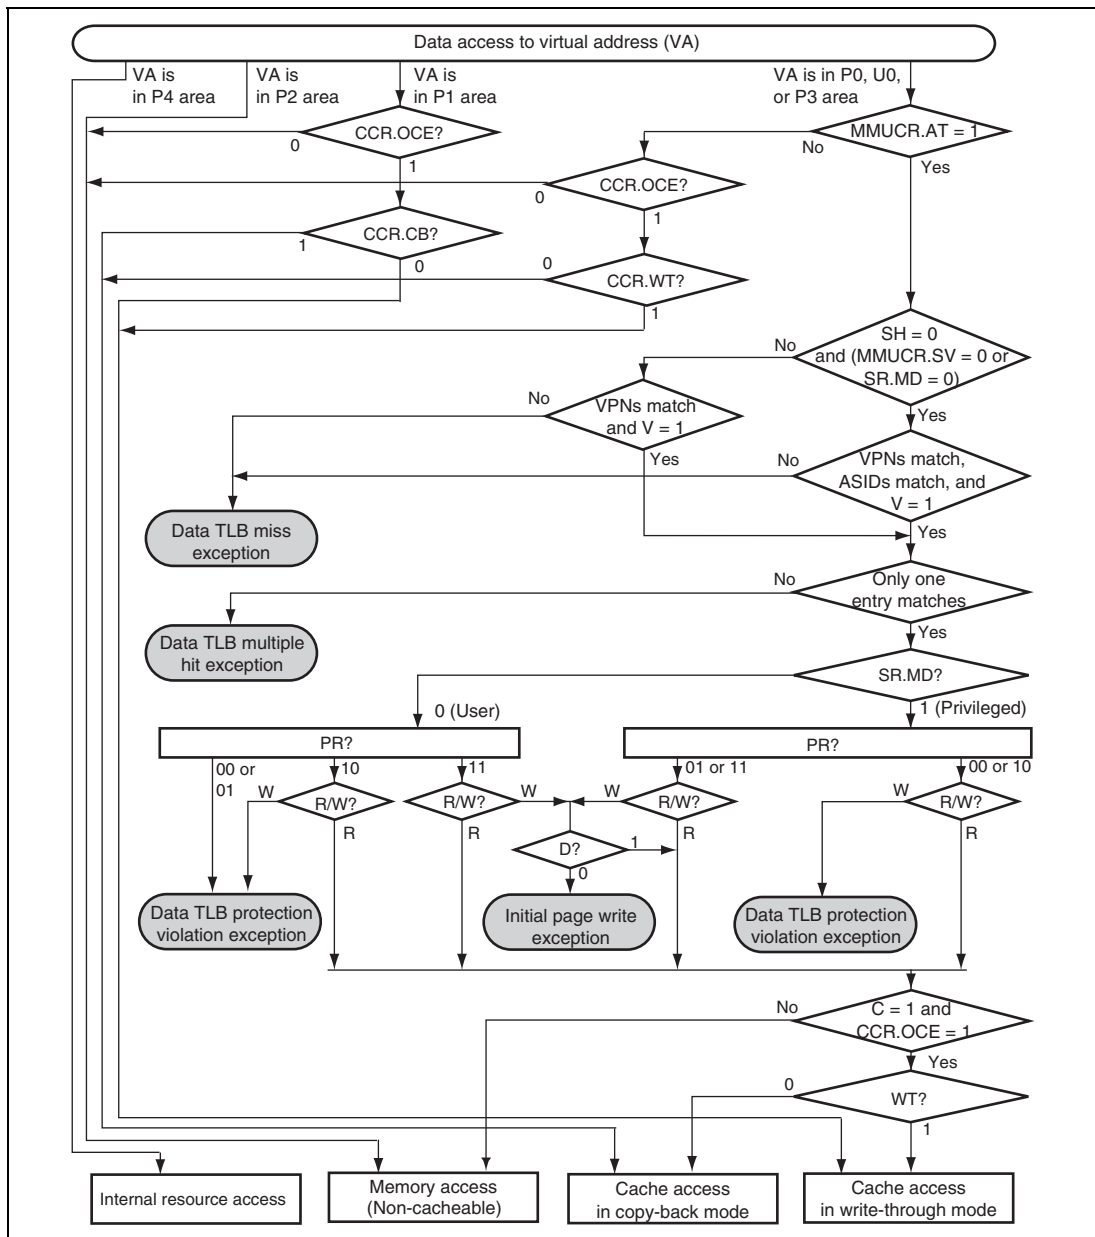 Data access to virtual address (VA)
VA is
in P4 area
VA is
in P2 area
VA is
in P1 area
VA is in P0, U0,
or P3 area
CCR.OCE?
0
1
MMUCR.AT = 1
No
Yes
CCR.OCE?
0
1
CCR.CB?
1
0
CCR.WT?
0
1
SH = 0
and (MMUCR.SV = 0 or
SR.MD = 0)
No
Yes
VPNs match
and V = 1
No
Yes
VPNs match,
ASIDs match, and
V = 1
No
Yes
Data TLB miss
exception
Only one
entry matches
No
Yes
Data TLB multiple
hit exception
SR.MD?
0 (User)
1 (Privileged)
PR?
PR?
00 or
01
10
11
01 or 11
00 or 10
R/W?
W
R
R/W?
W
R
R/W?
W
R
R/W?
W
R
D?
1
0
Data TLB protection
violation exception
Initial page write
exception
Data TLB protection
violation exception
C = 1 and
CCR.OCE = 1
No
Yes
WT?
0
1
Internal resource access
Memory access
(Non-cacheable)
Cache access
in copy-back mode
Cache access
in write-through mode